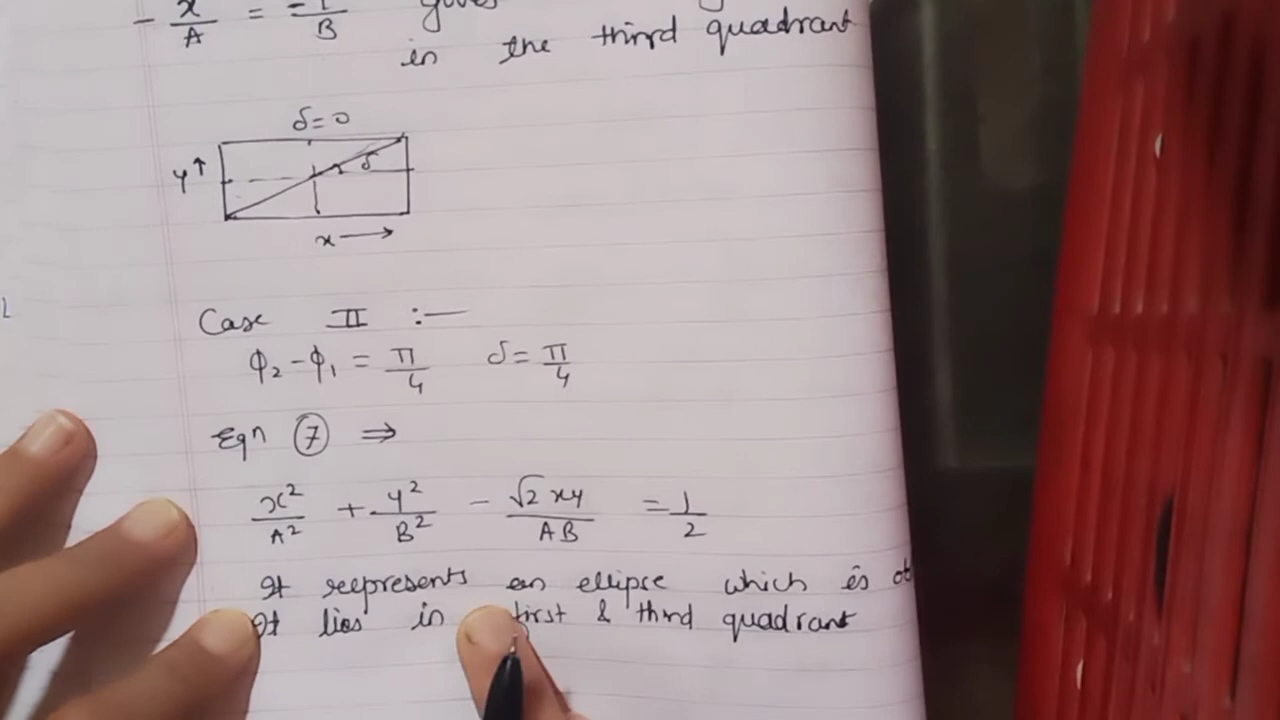 - x/A = -y/B
in the third quadrant
δ=0
y↑ δ
x→
Case II :—
ϕ₂-ϕ₁ = π/4 δ = π/4
Eqn ⑦ ⇒
x²/A² + y²/B² - √2 xy/AB = 1/2
It reepresents an ellipse which is
It lies in first & third quadrant